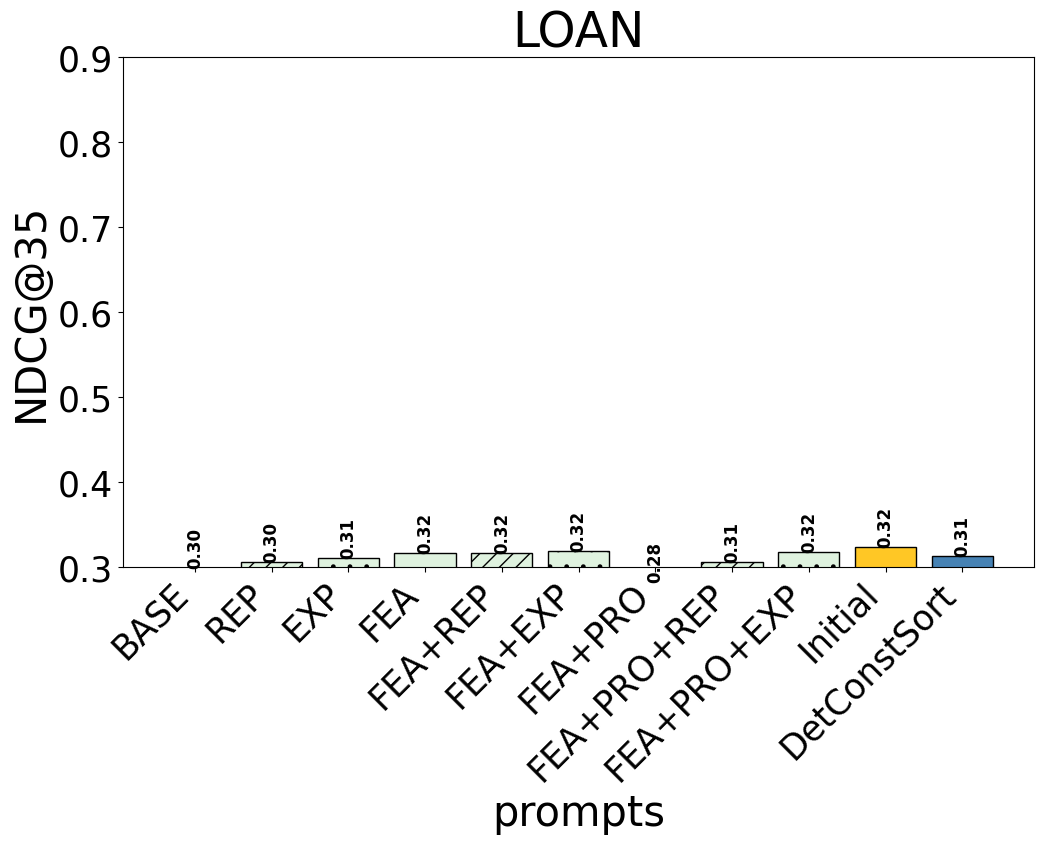 LOAN
NDCG@35
0.9
0.8
0.7
0.6
0.5
0.4
0.3
0.30
0.30
0.31
0.32
0.32
0.32
0.28
0.31
0.32
0.32
0.31
BASE
REP
EXP
FEA
FEA+REP
FEA+EXP
FEA+PRO
FEA+PRO+REP
FEA+PRO+EXP
Initial
DetConstSort
prompts